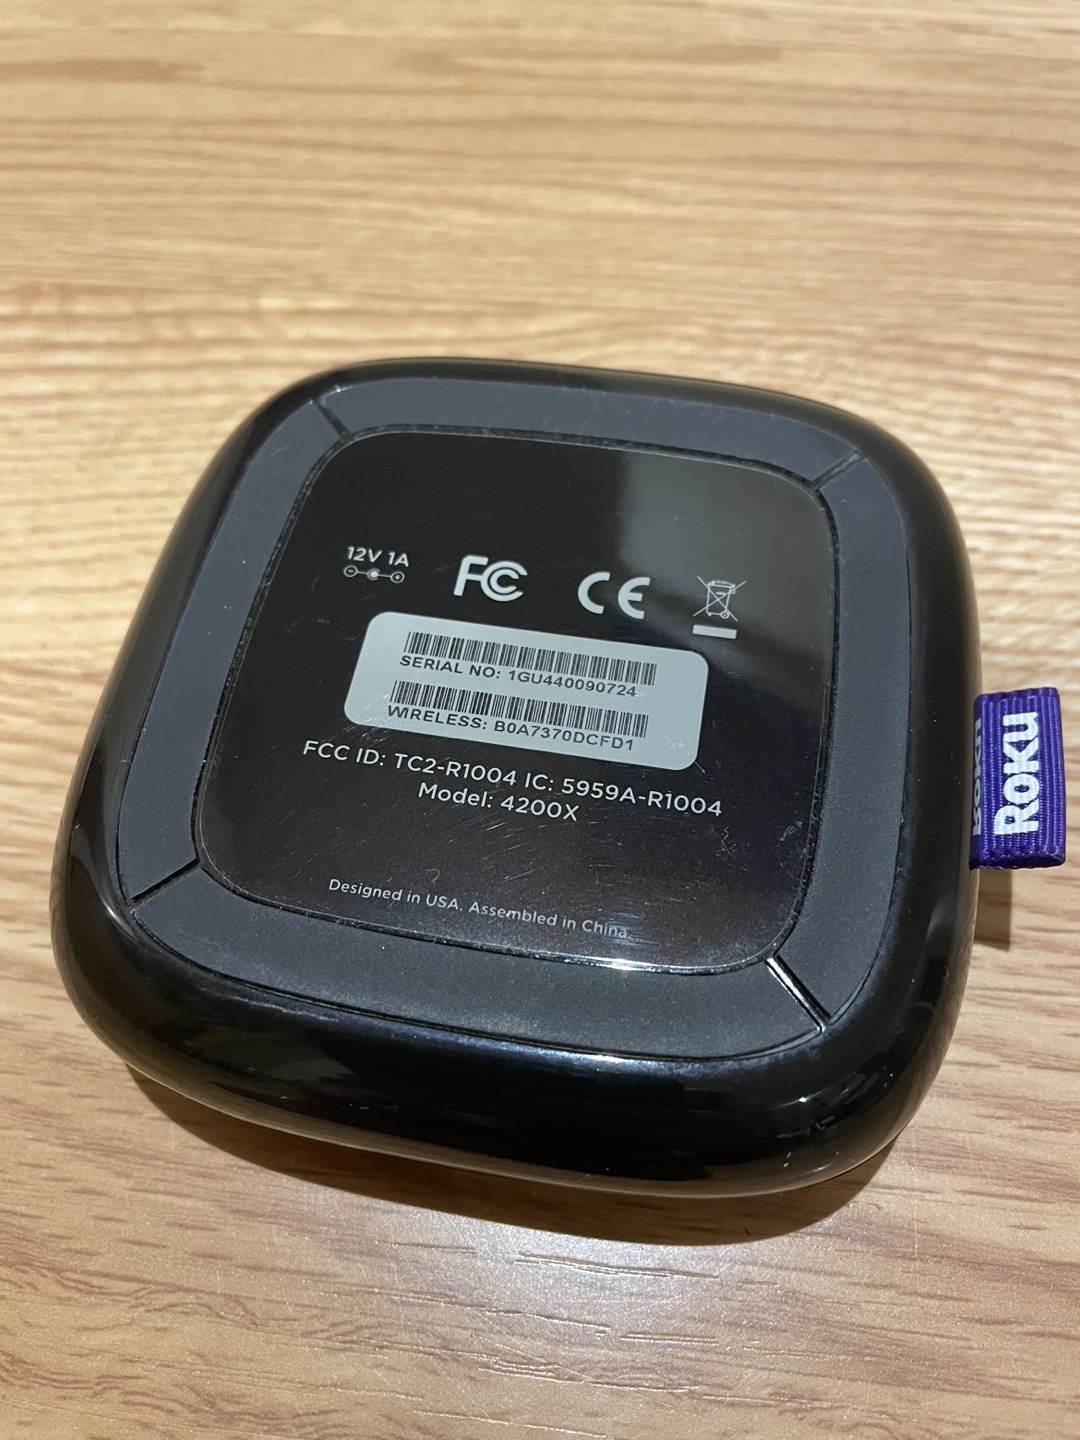 12V 1A
FC CE
SERIAL NO: 1GU440090724
WIRELESS: B0A7370DCFD1
FCC ID: TC2-R1004 IC: 5959A-R1004
Model: 4200X
Designed in USA. Assembled in China.
Roku